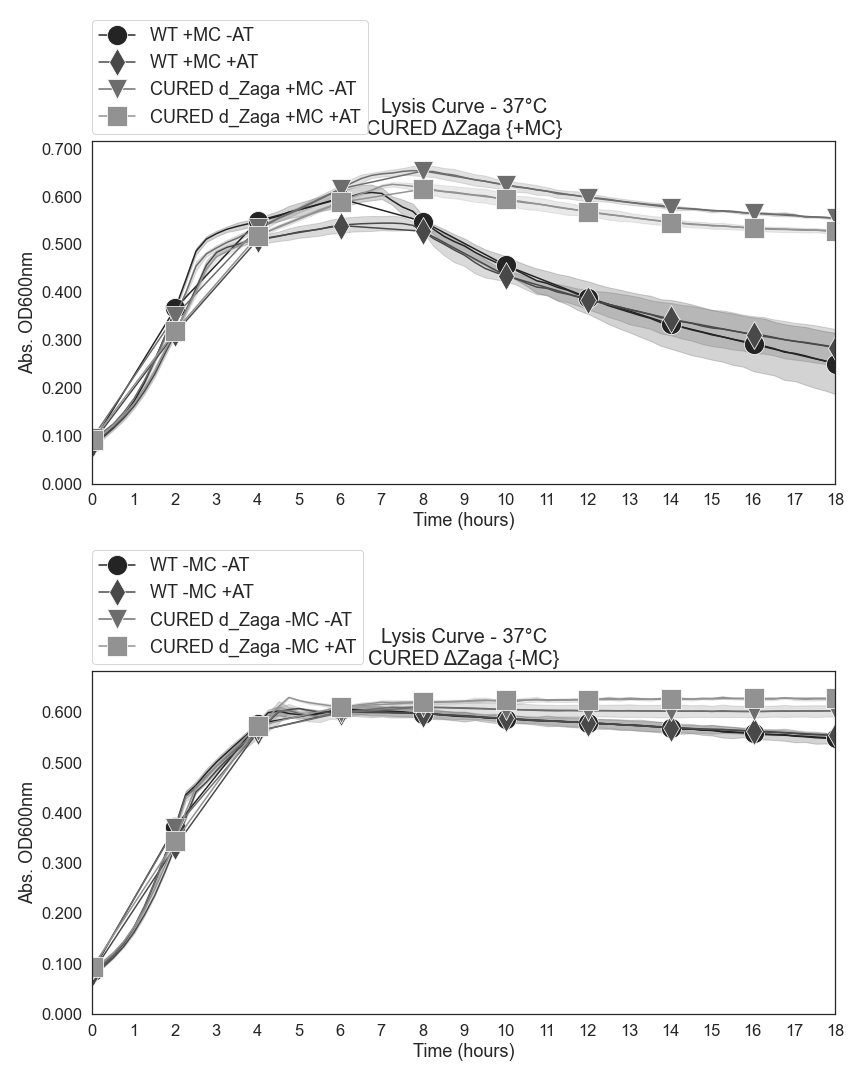 WT +MC -AT
WT +MC +AT
CURED d_Zaga +MC -AT
CURED d_Zaga +MC +AT
Lysis Curve - 37°C
CURED ΔZaga {+MC}
0.700
0.600
0.500
0.400
0.300
0.200
0.100
0.000
Abs. OD600nm
0 1 2 3 4 5 6 7 8 9 10 11 12 13 14 15 16 17 18
Time (hours)
WT -MC -AT
WT -MC +AT
CURED d_Zaga -MC -AT
CURED d_Zaga -MC +AT
Lysis Curve - 37°C
CURED ΔZaga {-MC}
0.600
0.500
0.400
0.300
0.200
0.100
0.000
Abs. OD600nm
0 1 2 3 4 5 6 7 8 9 10 11 12 13 14 15 16 17 18
Time (hours)